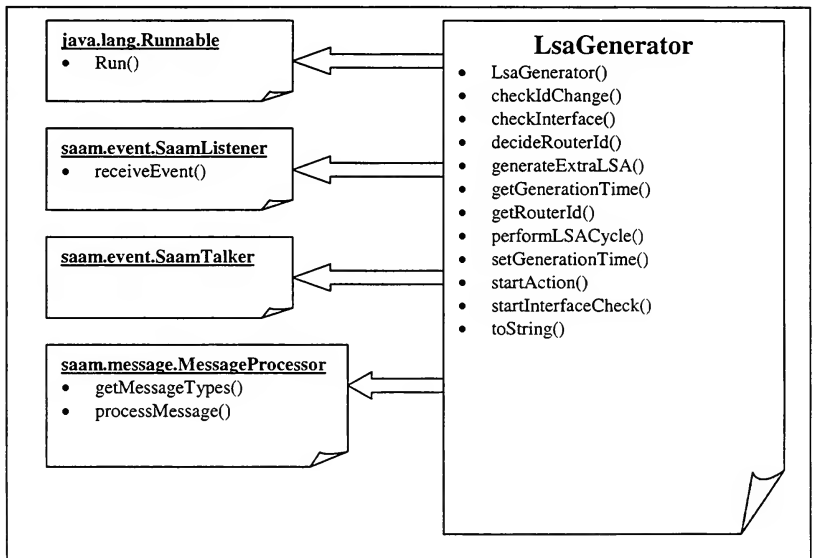 java.lang.Runnable
• Run()
saam.event.SaamListener
• receiveEvent()
saam.event.SaamTalker
saam.message.MessageProcessor
• getMessageTypes()
• processMessage()
LsaGenerator
• LsaGenerator()
• checkIdChange()
• checkInterface()
• decideRouterId()
• generateExtraLSA()
• getGenerationTime()
• getRouterId()
• performLSACycle()
• setGenerationTime()
• startAction()
• startInterfaceCheck()
• toString()